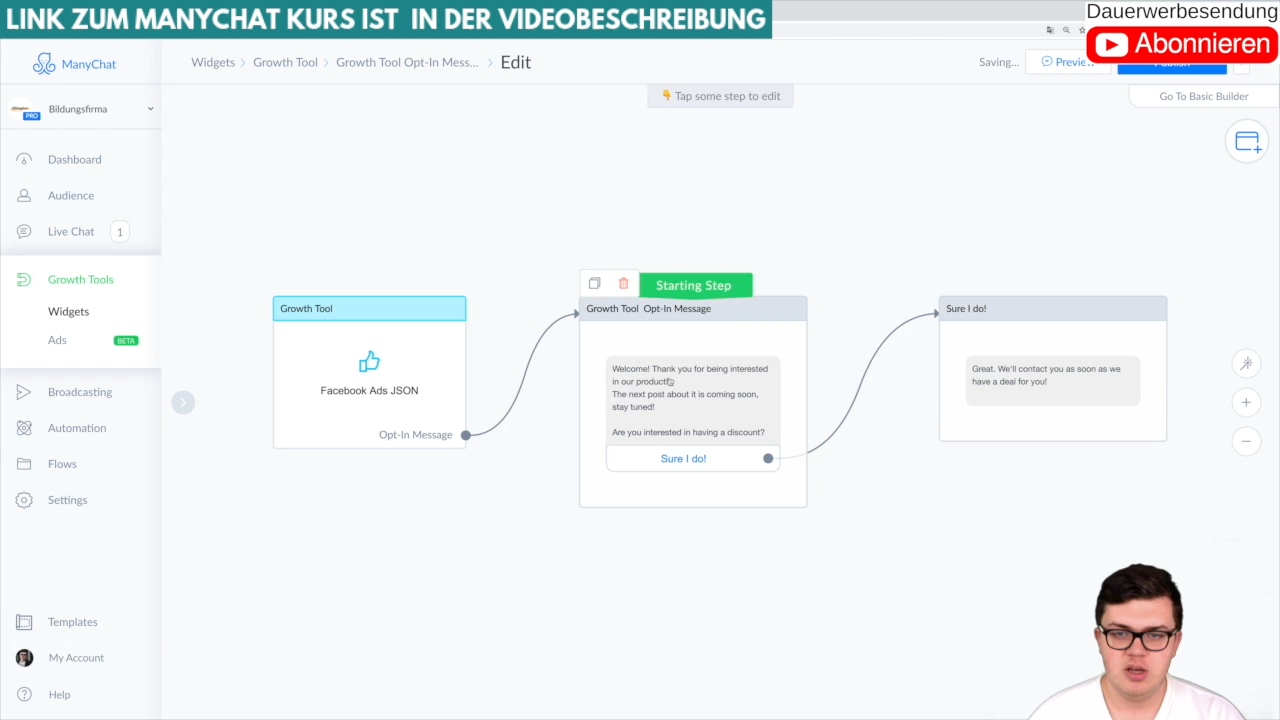 LINK ZUM MANYCHAT KURS IST IN DER VIDEOBESCHREIBUNG
Dauerwerbesendung
Abonnieren
ManyChat
Widgets
Growth Tool
Growth Tool Opt-In Mess...
Edit
Saving...
Preview
Publish
👇 Tap some step to edit
Go To Basic Builder
Bildungsfirma
PRO
Dashboard
Audience
Live Chat 1
Growth Tools
Widgets
Ads BETA
Broadcasting
Automation
Flows
Settings
Templates
My Account
Help
Growth Tool
Facebook Ads JSON
Opt-In Message
Starting Step
Growth Tool Opt-In Message
Welcome! Thank you for being interested
in our products
The next post about it is coming soon,
stay tuned!
Are you interested in having a discount?
Sure I do!
Sure I do!
Great. We'll contact you as soon as we
have a deal for you!